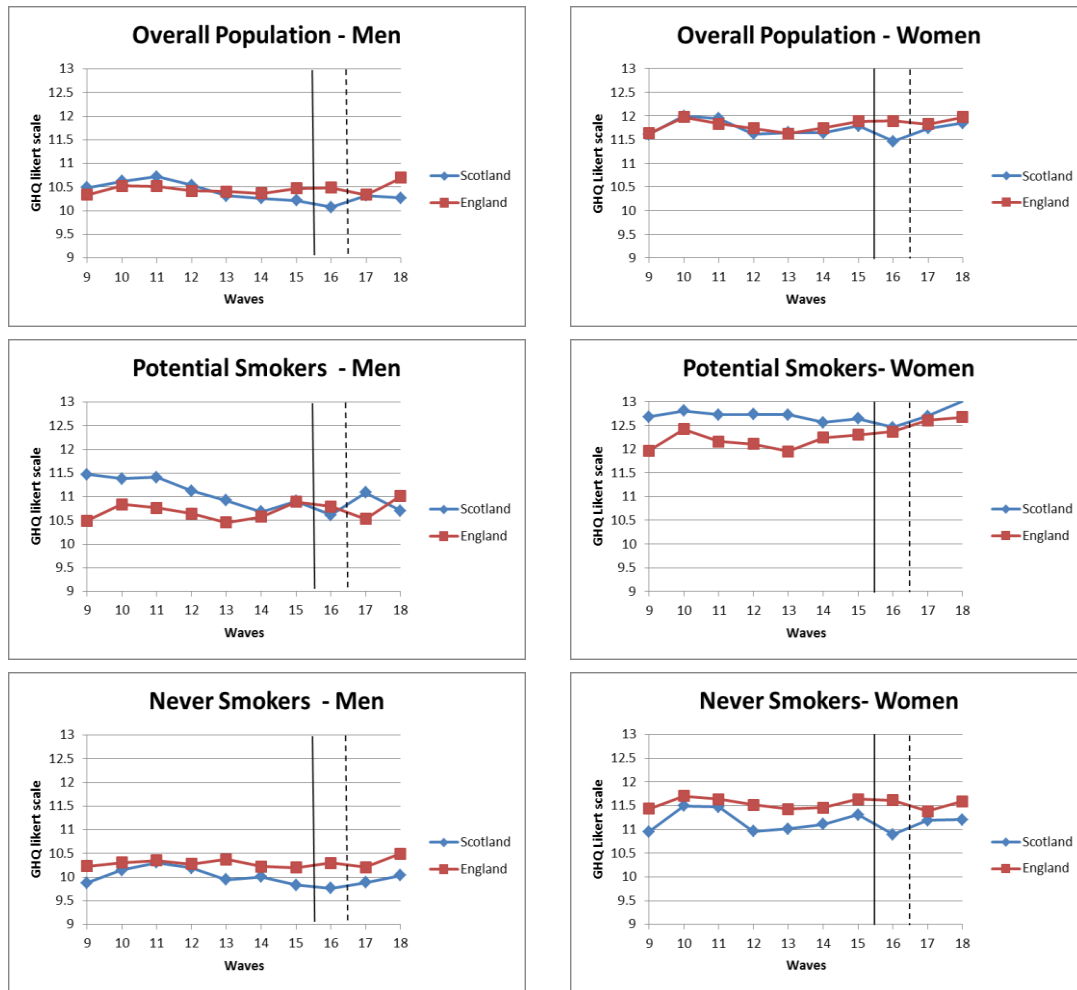 Overall Population - Men
GHQ likert scale
13
12.5
12
11.5
11
10.5
10
9.5
9
9 10 11 12 13 14 15 16 17 18
Waves
Scotland
England
Overall Population - Women
GHQ Likert scale
13
12.5
12
11.5
11
10.5
10
9.5
9
9 10 11 12 13 14 15 16 17 18
Waves
Scotland
England
Potential Smokers - Men
GHQ likert scale
13
12.5
12
11.5
11
10.5
10
9.5
9
9 10 11 12 13 14 15 16 17 18
Waves
Scotland
England
Potential Smokers- Women
GHQ Likert scale
13
12.5
12
11.5
11
10.5
10
9.5
9
9 10 11 12 13 14 15 16 17 18
Waves
Scotland
England
Never Smokers - Men
GHQ likert scale
13
12.5
12
11.5
11
10.5
10
9.5
9
9 10 11 12 13 14 15 16 17 18
Waves
Scotland
England
Never Smokers- Women
GHQ Likert scale
13
12.5
12
11.5
11
10.5
10
9.5
9
9 10 11 12 13 14 15 16 17 18
Waves
Scotland
England